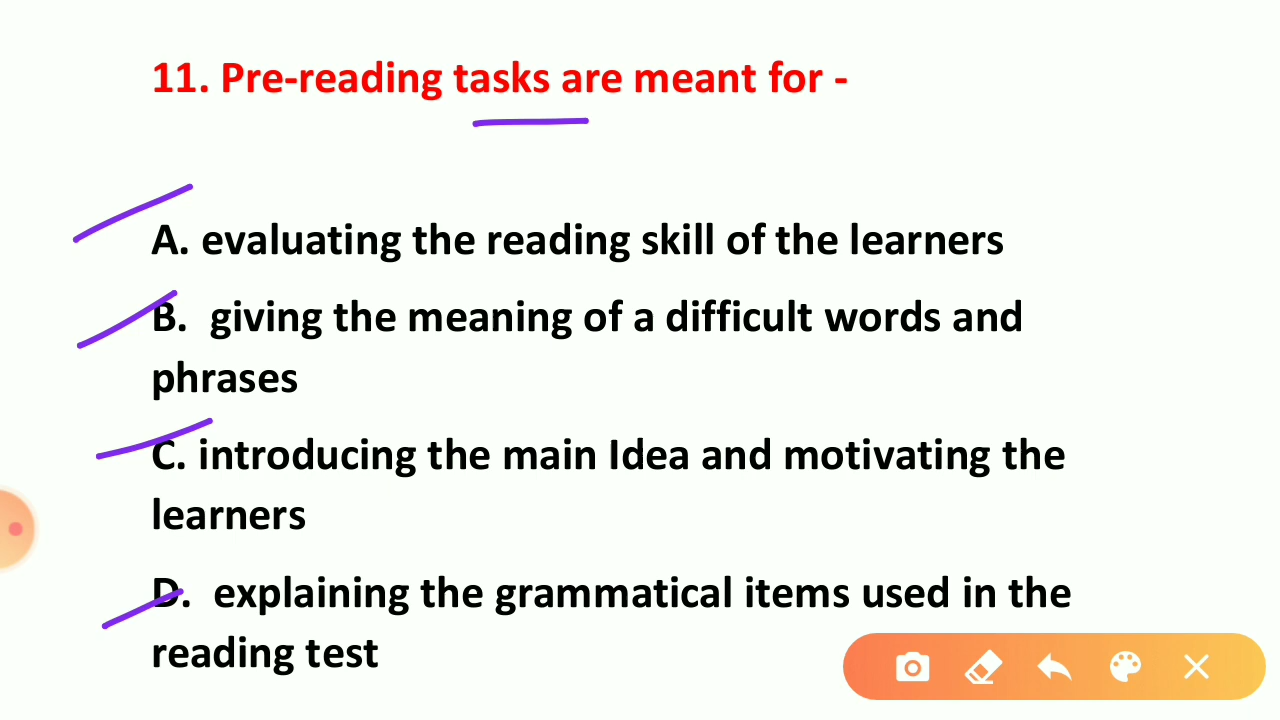 11. Pre-reading tasks are meant for -
A. evaluating the reading skill of the learners
B. giving the meaning of a difficult words and
phrases
C. introducing the main Idea and motivating the
learners
D. explaining the grammatical items used in the
reading test